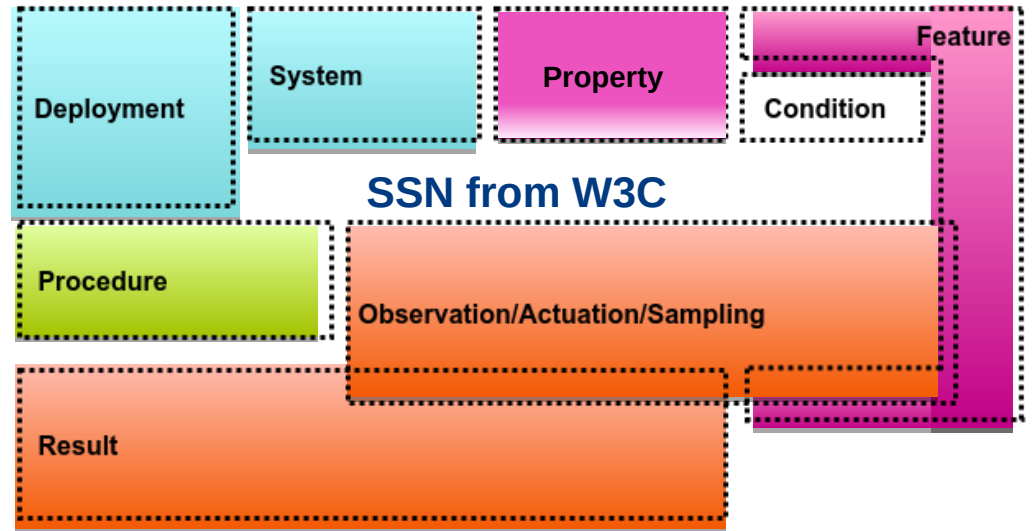 Feature
System
Property
Deployment
Condition
SSN from W3C
Procedure
Observation/Actuation/Sampling
Result